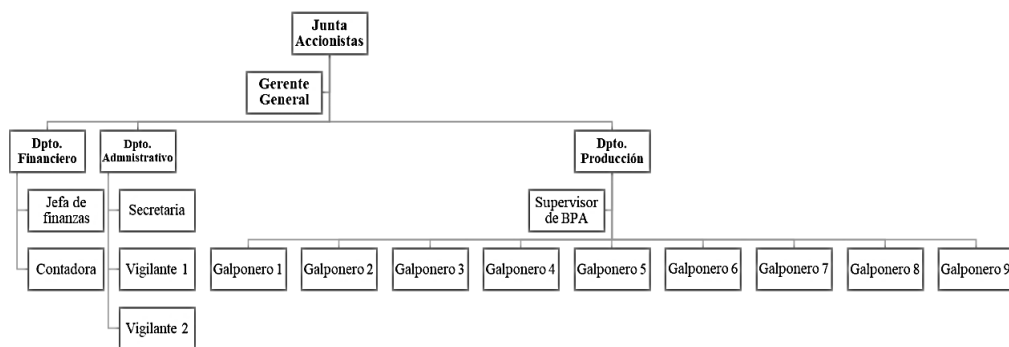 Junta
Accionistas
Gerente
General
Dpto.
Financiero
Dpto.
Admnistrativo
Dpto.
Producción
Jefa de
finanzas
Secretaria
Supervisor
de BPA
Contadora
Vigilante 1
Galponero 1
Galponero 2
Galponero 3
Galponero 4
Galponero 5
Galponero 6
Galponero 7
Galponero 8
Galponero 9
Vigilante 2